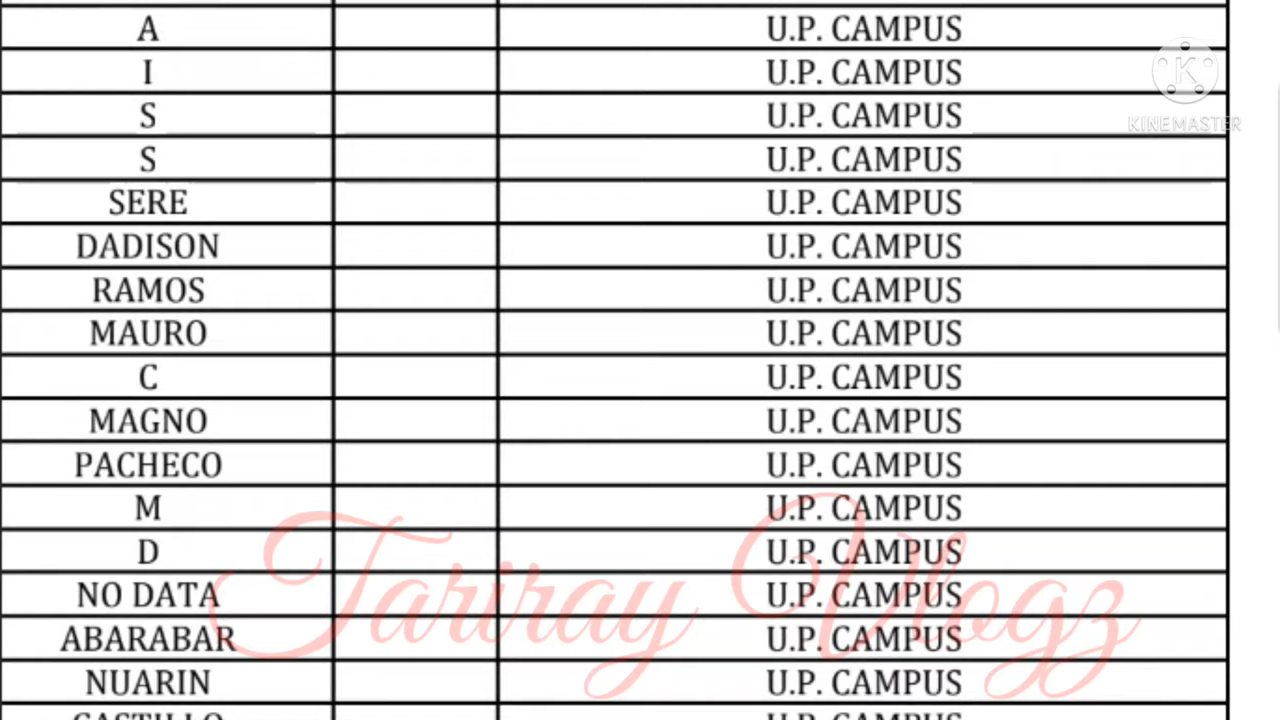 A U.P. CAMPUS
I U.P. CAMPUS
S U.P. CAMPUS
KINEMASTER
S U.P. CAMPUS
SERE U.P. CAMPUS
DADISON U.P. CAMPUS
RAMOS U.P. CAMPUS
MAURO U.P. CAMPUS
C U.P. CAMPUS
MAGNO U.P. CAMPUS
PACHECO U.P. CAMPUS
M U.P. CAMPUS
D U.P. CAMPUS
NO DATA U.P. CAMPUS
Tariray Vlogz
ABARABAR U.P. CAMPUS
NUARIN U.P. CAMPUS
CASTILLO U.P. CAMPUS